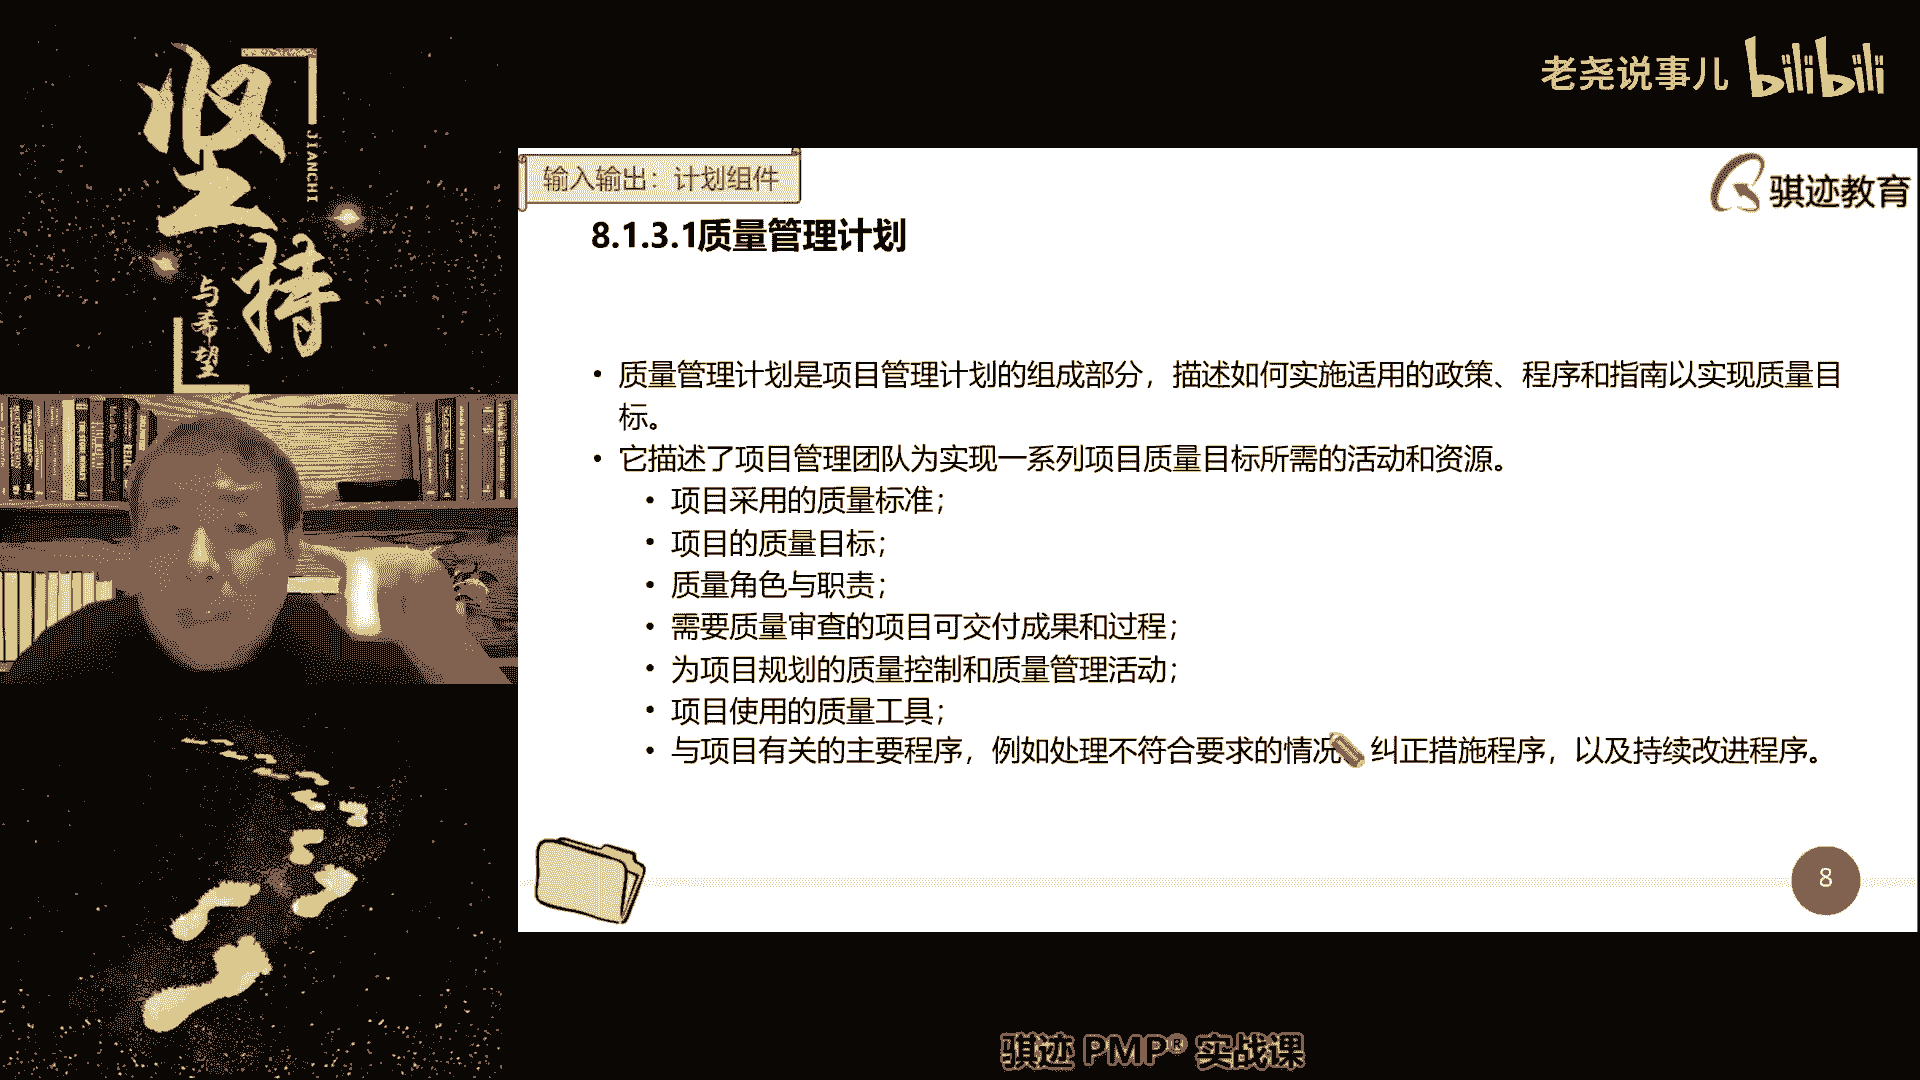 坚持
JIANCHI
与希望
老尧说事儿 bilibili
输入输出：计划组件
骐迹教育
8.1.3.1质量管理计划
• 质量管理计划是项目管理计划的组成部分，描述如何实施适用的政策、程序和指南以实现质量目
标。
• 它描述了项目管理团队为实现一系列项目质量目标所需的活动和资源。
• 项目采用的质量标准；
• 项目的质量目标；
• 质量角色与职责；
• 需要质量审查的项目可交付成果和过程；
• 为项目规划的质量控制和质量管理活动；
• 项目使用的质量工具；
• 与项目有关的主要程序，例如处理不符合要求的情况 纠正措施程序，以及持续改进程序。
8
骐迹 PMP® 实战课